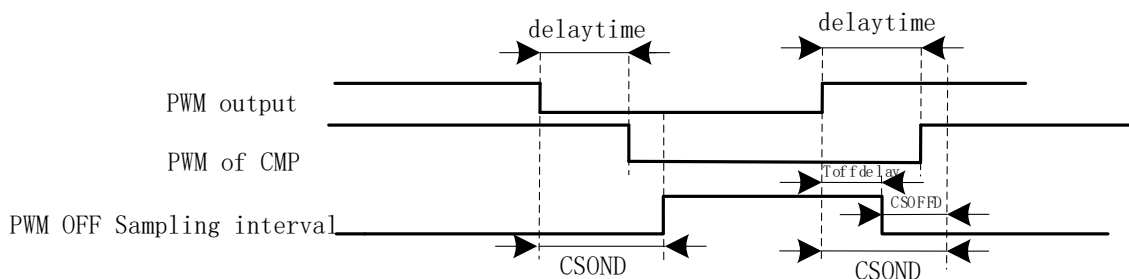 delaytime
delaytime
PWM output
PWM of CMP
Toffdelay
CSOFFD
PWM OFF Sampling interval
CSOND
CSOND